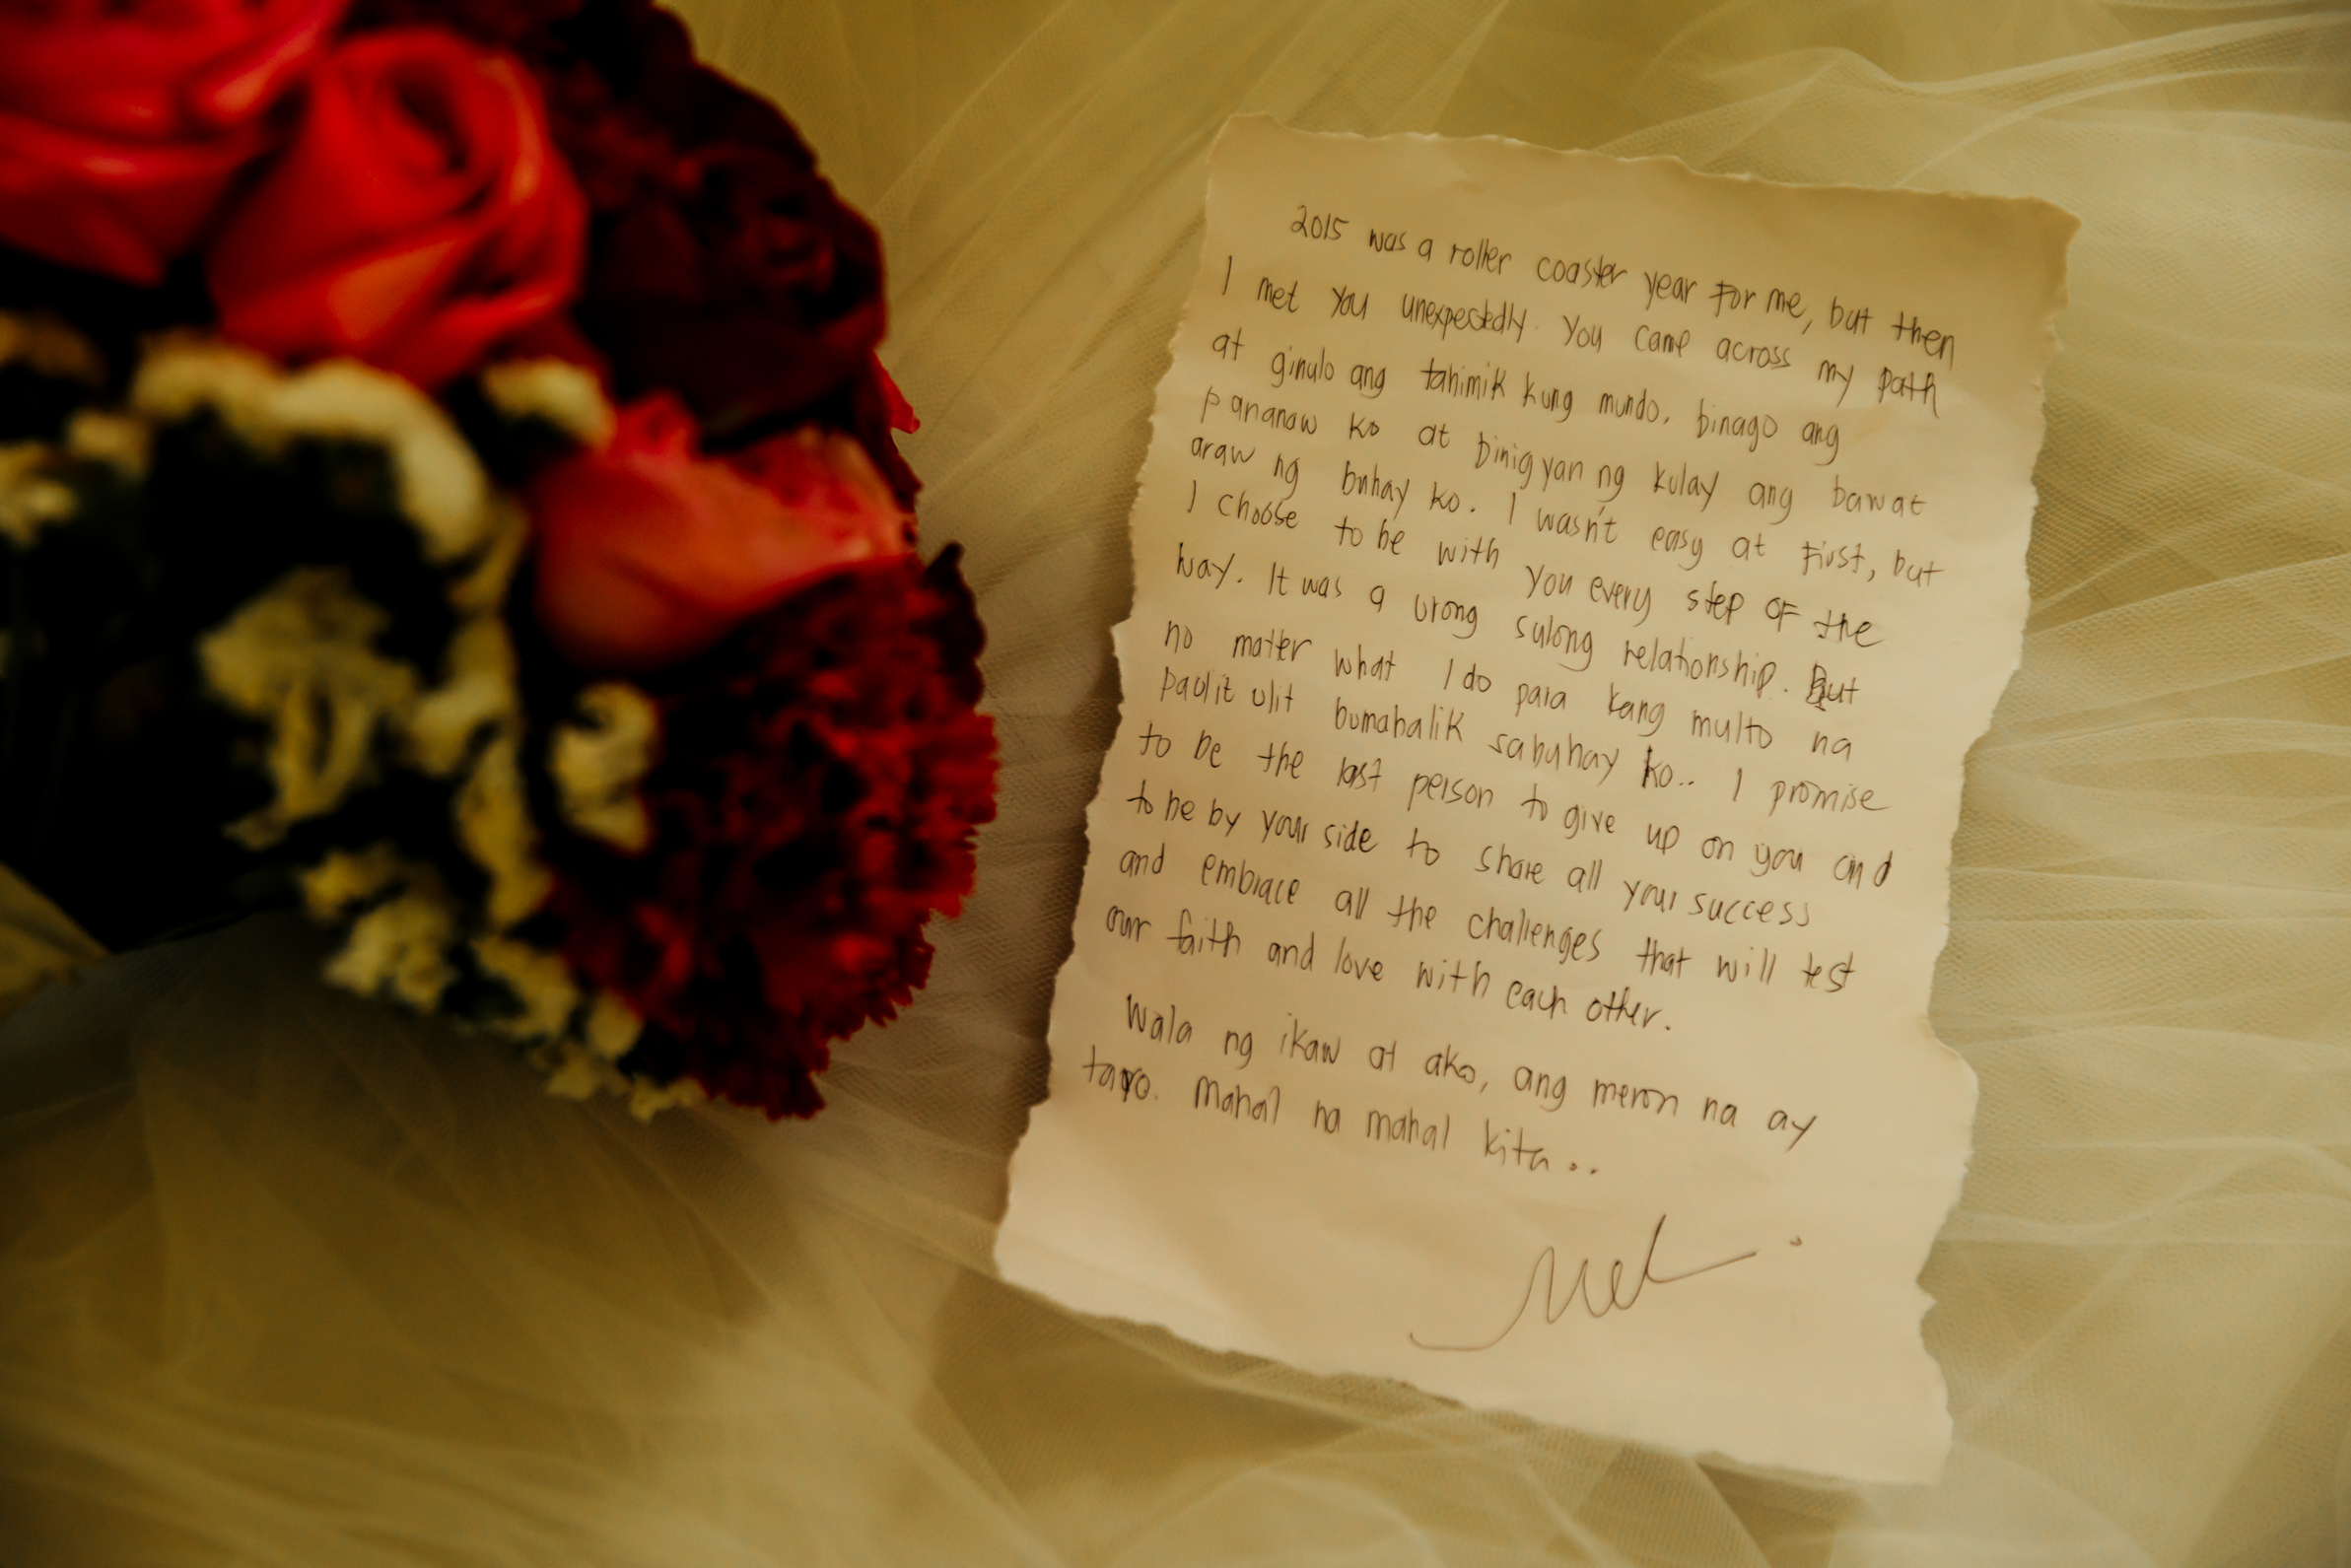 2015 was a roller coaster year for me, but then
I met you unexpectedly. You came across my path
at ginulo ang tahimik kung mundo, binago ang
pananaw ko at binigyan ng kulay ang bawat
araw ng buhay ko. I wasn't easy at first, but
I choose to be with you every step of the
way. It was a urong sulong relationship. But
no matter what I do para kang multo na
paulit ulit bumabalik sa buhay ko.. I promise
to be the last person to give up on you and
to be by your side to share all your success
and embrace all the challenges that will test
our faith and love with each other.
Wala ng ikaw at ako, ang meron na ay
tayo. Mahal na mahal kita..
Mel